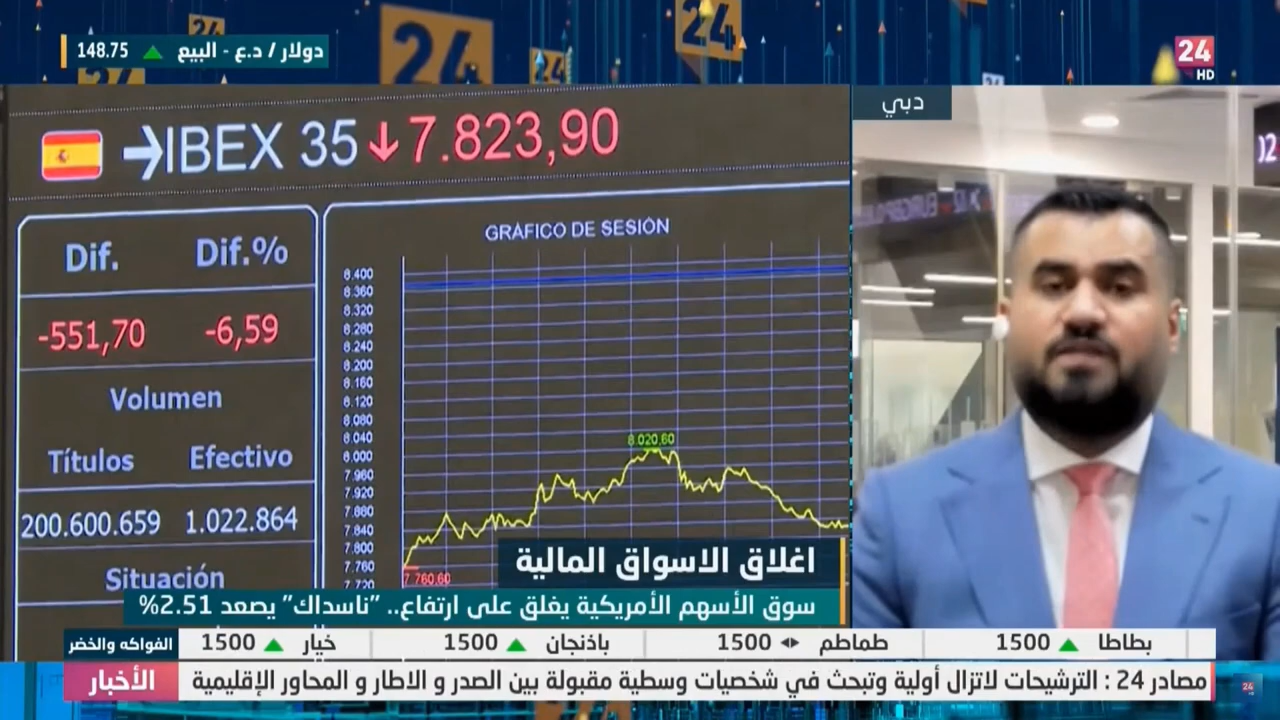 24
24
24
24
24
24
HD
دولار / د.ع - البيع 148.75
دبي
IBEX 35 7.823,90
Dif. Dif.%
-551,70 -6,59
Volumen
Títulos Efectivo
200.600.659 1.022.864
Situación
GRÁFICO DE SESIÓN
8.400
8.360
8.320
8.280
8.240
8.200
8.160
8.120
8.080
8.040
8.000
7.960
7.920
7.880
7.840
7.800
7.760
7.720
8.020,60
7.760,60
اغلاق الاسواق المالية
سوق الأسهم الأمريكية يغلق على ارتفاع.. "ناسداك" يصعد 2.51%
بطاطا 1500 طماطم 1500 باذنجان 1500 خيار 1500 الفواكه والخضر
الأخبار
مصادر 24 : الترشيحات لاتزال أولية وتبحث في شخصيات وسطية مقبولة بين الصدر و الاطار و المحاور الإقليمية
24